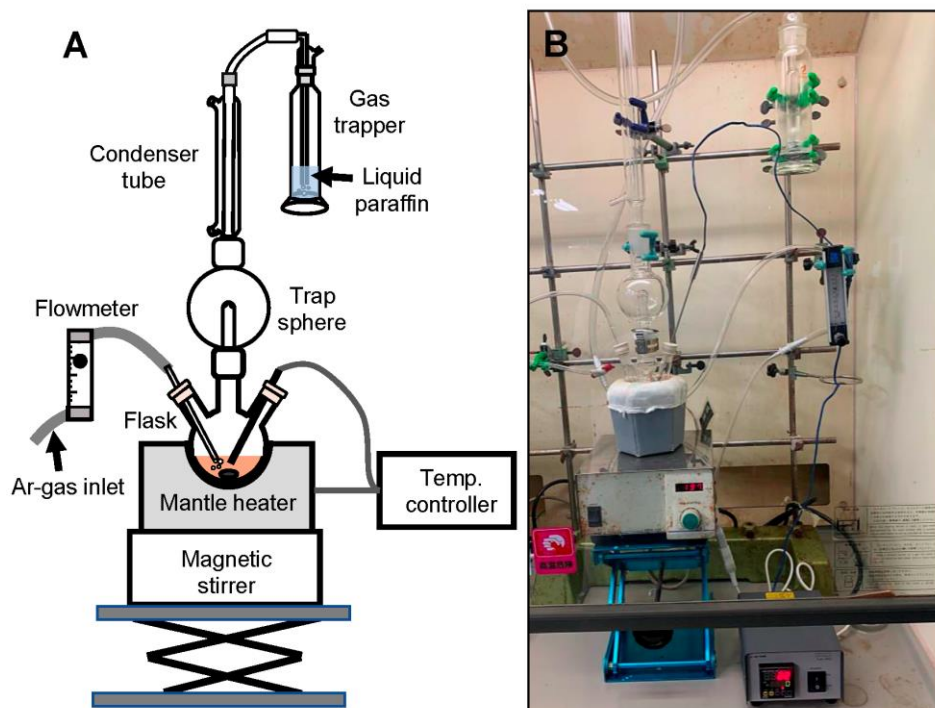 A
Gas
trapper
Condenser
tube
Liquid
paraffin
Flowmeter
Trap
sphere
Flask
Ar-gas inlet
Mantle heater
Temp.
controller
Magnetic
stirrer
B